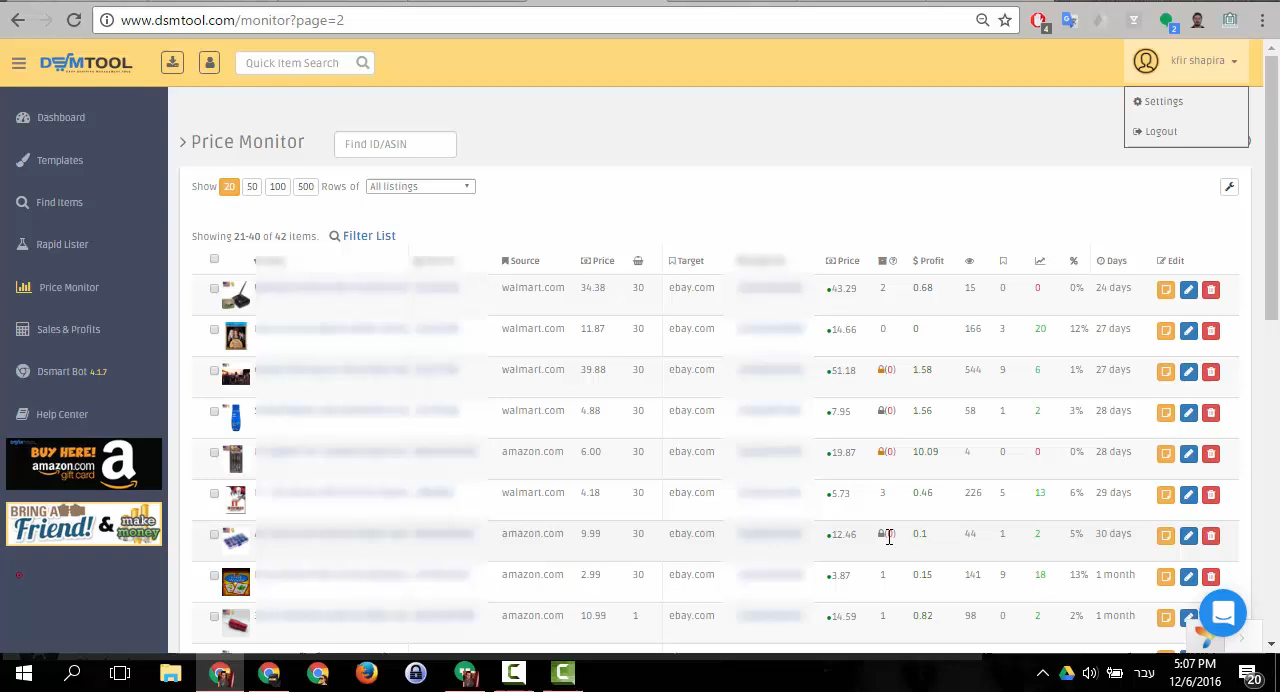 www.dsmtool.com/monitor?page=2
4
2
DSMTOOL
Quick Item Search
kfir shapira
Settings
Logout
Dashboard
Templates
Find Items
Rapid Lister
Price Monitor
Sales & Profits
Dsmart Bot 4.1.7
Help Center
BUY HERE!
amazon.com
gift card
BRING A
Friend! & make money
> Price Monitor
Find ID/ASIN
Show 20 50 100 500 Rows of All listings
Showing 21-40 of 42 items. Filter List
Source Price Target Price $ Profit % Days Edit
walmart.com 34.38 30 ebay.com 43.29 2 0.68 15 0 0 0% 24 days
walmart.com 11.87 30 ebay.com 14.66 0 0 166 3 20 12% 27 days
walmart.com 39.88 30 ebay.com 51.18 (0) 1.58 544 9 6 1% 27 days
walmart.com 4.88 30 ebay.com 7.95 (0) 1.56 58 1 2 3% 28 days
amazon.com 6.00 30 ebay.com 19.87 (0) 10.09 4 0 0 0% 28 days
walmart.com 4.18 30 ebay.com 5.73 3 0.46 226 5 13 6% 29 days
amazon.com 9.99 30 ebay.com 12.46 (0) 0.1 44 1 2 5% 30 days
amazon.com 2.99 30 ebay.com 3.87 1 0.15 141 9 18 13% 1 month
amazon.com 10.99 1 ebay.com 14.59 1 0.82 98 0 2 2% 1 month
עבר
5:07 PM
12/6/2016
20